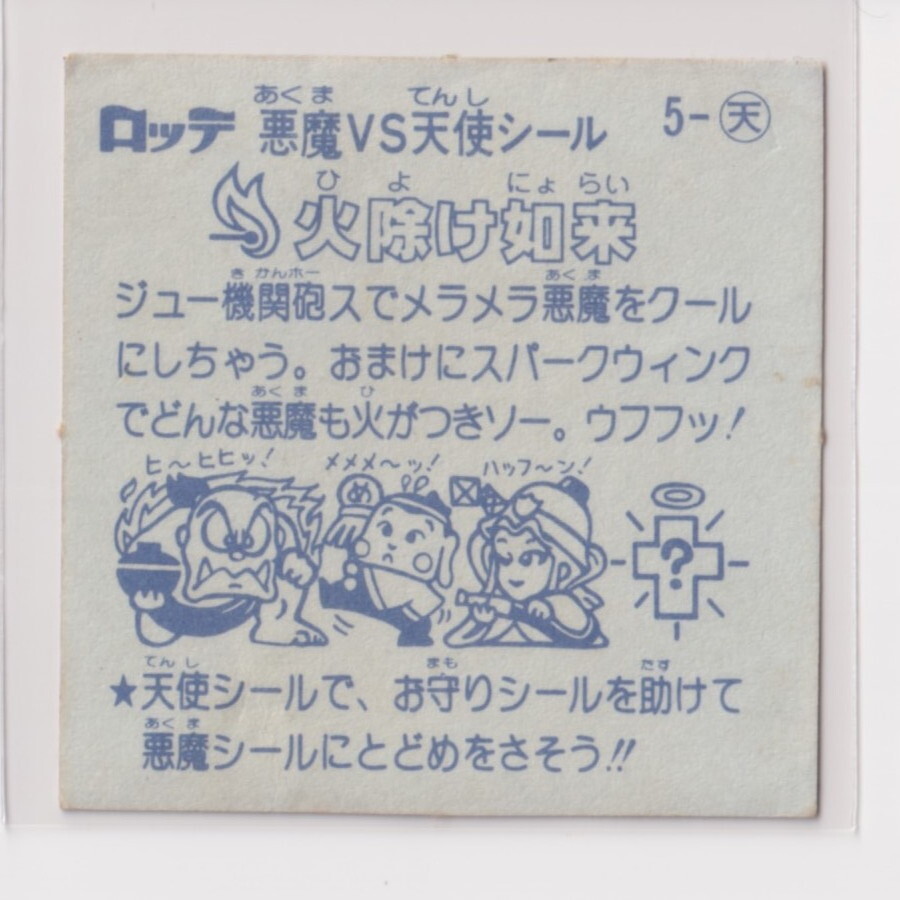 あくま てんし
ロッテ 悪魔VS天使シール 5-天
ひ よ にょ らい
火除け如来
き かんホー あく ま
ジュー機関砲スでメラメラ悪魔をクール
にしちゃう。おまけにスパークウィンク
あく ま ひ
でどんな悪魔も火がつきソー。ウフフッ!
ヒ〜ヒヒッ! メメメ〜ッ! ハッフ〜ン!
め
?
てん し まも たす
★天使シールで、お守りシールを助けて
あく ま
悪魔シールにとどめをさそう!!